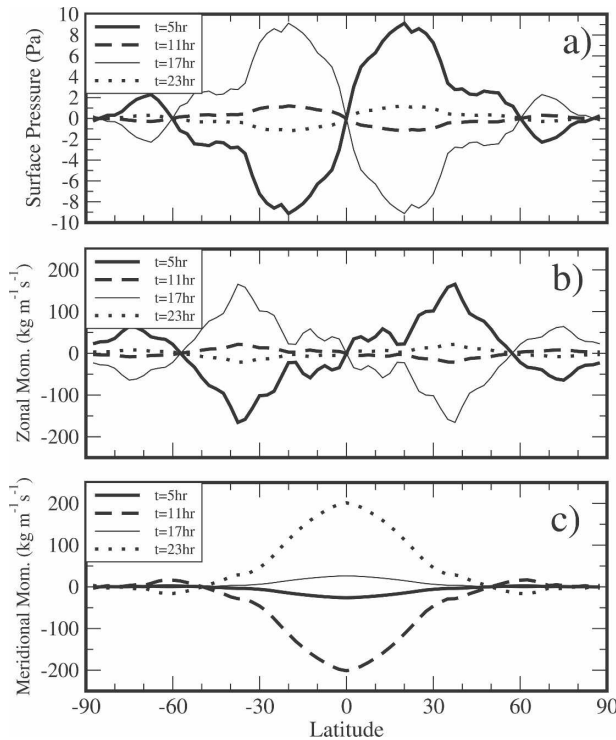 10
8
6
4
2
0
-2
-4
-6
-8
-10
Surface Pressure (Pa)
t=5hr
t=11hr
t=17hr
t=23hr
a)
200
100
0
-100
-200
Zonal Mom. (kg m⁻¹s⁻¹)
t=5hr
t=11hr
t=17hr
t=23hr
b)
200
100
0
-100
-200
Meridional Mom. (kg m⁻¹s⁻¹)
t=5hr
t=11hr
t=17hr
t=23hr
c)
-90 -60 -30 0 30 60 90
Latitude